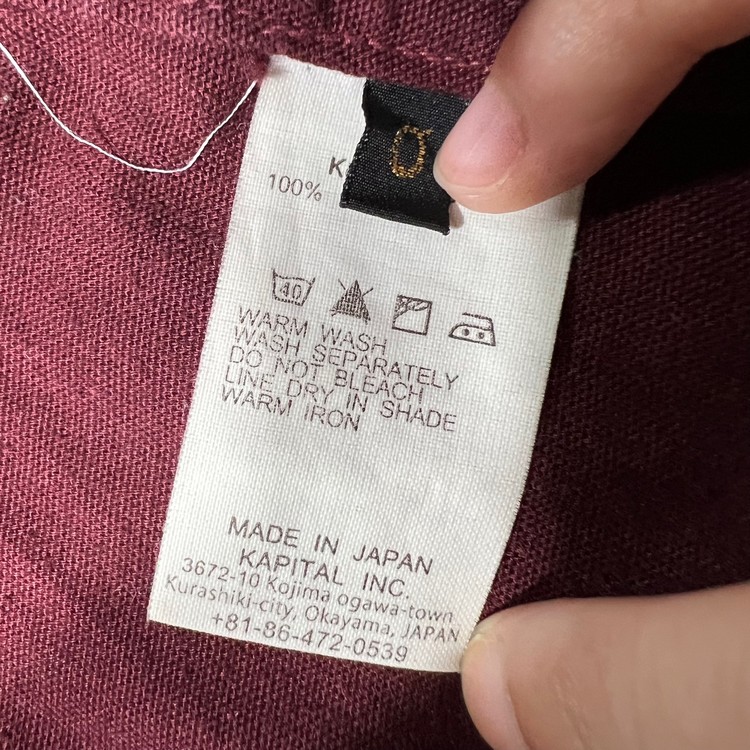 0
K
100%
40
WARM WASH
WASH SEPARATELY
DO NOT BLEACH
LINE DRY IN SHADE
WARM IRON
MADE IN JAPAN
KAPITAL INC.
3672-10 Kojima ogawa-town
Kurashiki-city, Okayama, JAPAN
+81-86-472-0539